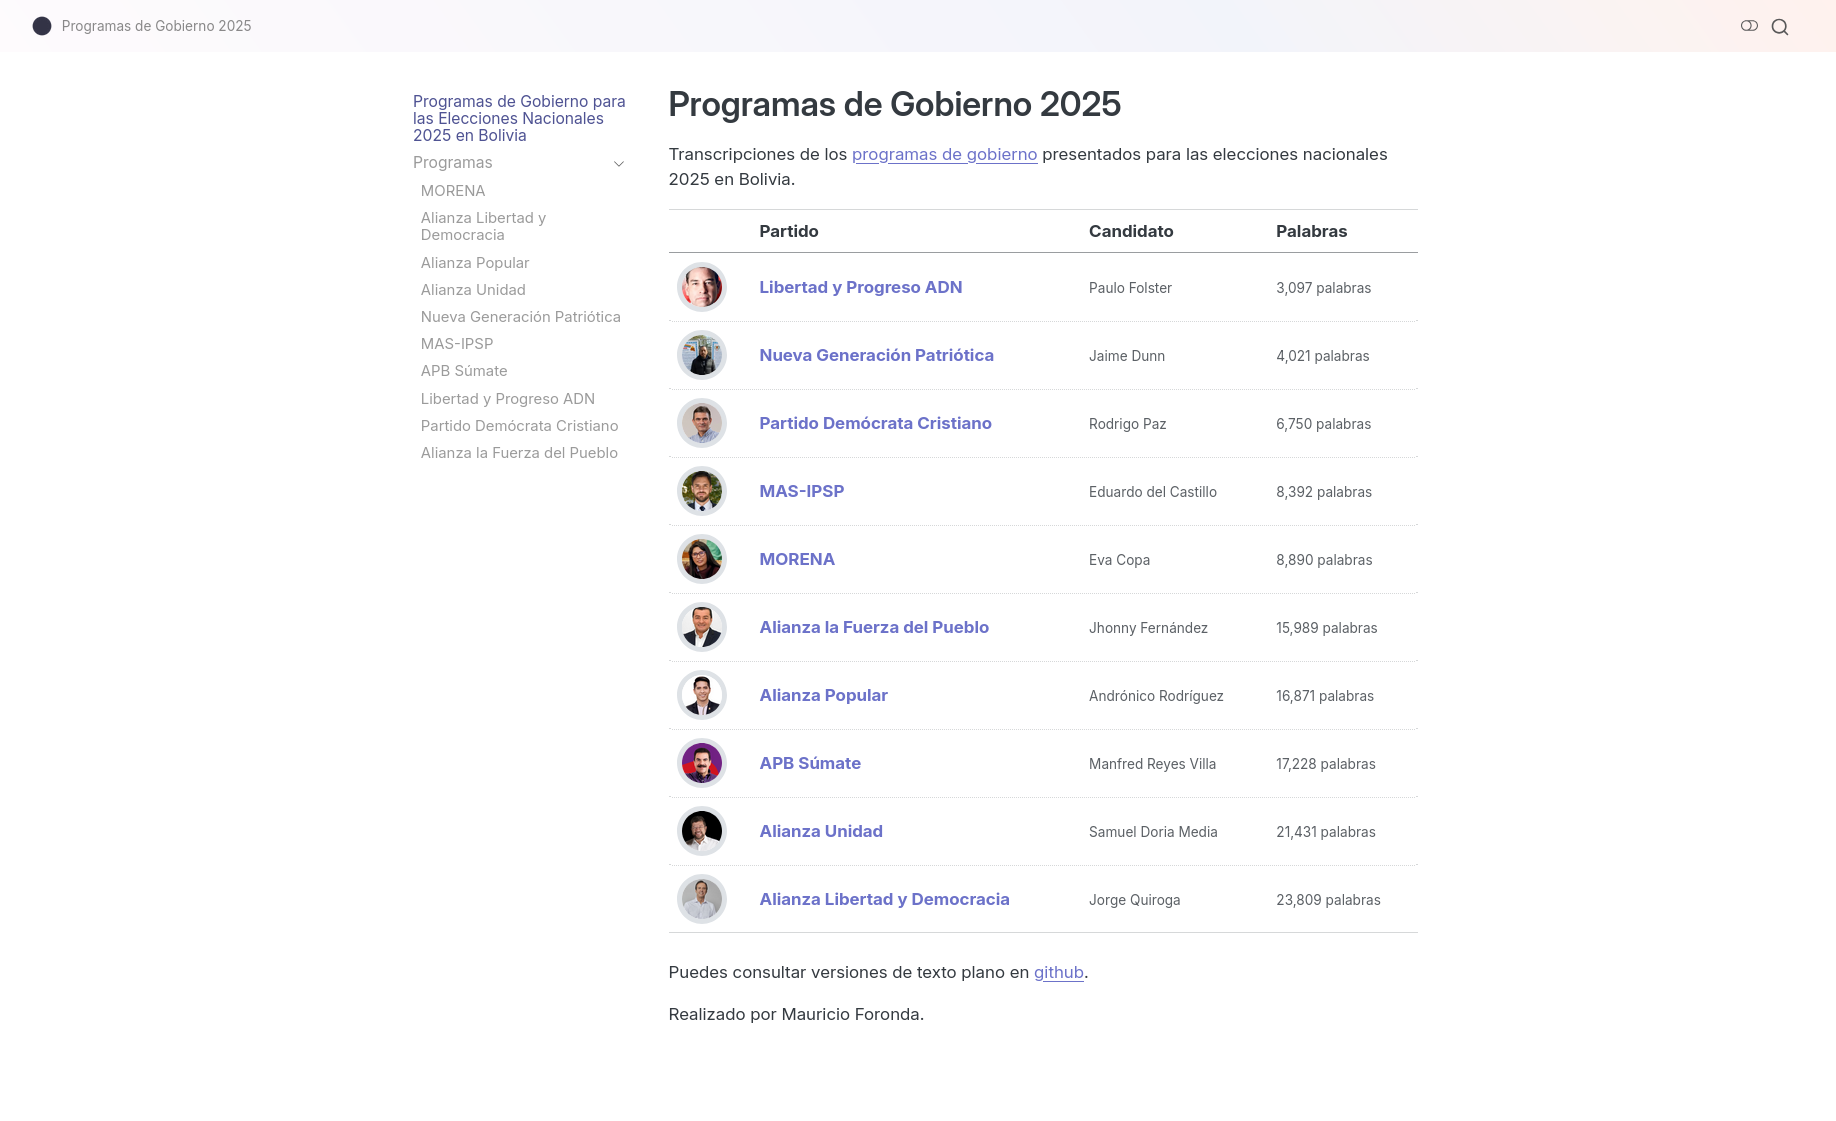 Programas de Gobierno 2025
Programas de Gobierno para
las Elecciones Nacionales
2025 en Bolivia
Programas
MORENA
Alianza Libertad y
Democracia
Alianza Popular
Alianza Unidad
Nueva Generación Patriótica
MAS-IPSP
APB Súmate
Libertad y Progreso ADN
Partido Demócrata Cristiano
Alianza la Fuerza del Pueblo
Programas de Gobierno 2025
Transcripciones de los programas de gobierno presentados para las elecciones nacionales
2025 en Bolivia.
Partido Candidato Palabras
Libertad y Progreso ADN Paulo Folster 3,097 palabras
Nueva Generación Patriótica Jaime Dunn 4,021 palabras
Partido Demócrata Cristiano Rodrigo Paz 6,750 palabras
MAS-IPSP Eduardo del Castillo 8,392 palabras
MORENA Eva Copa 8,890 palabras
Alianza la Fuerza del Pueblo Jhonny Fernández 15,989 palabras
Alianza Popular Andrónico Rodríguez 16,871 palabras
APB Súmate Manfred Reyes Villa 17,228 palabras
Alianza Unidad Samuel Doria Media 21,431 palabras
Alianza Libertad y Democracia Jorge Quiroga 23,809 palabras
Puedes consultar versiones de texto plano en github.
Realizado por Mauricio Foronda.